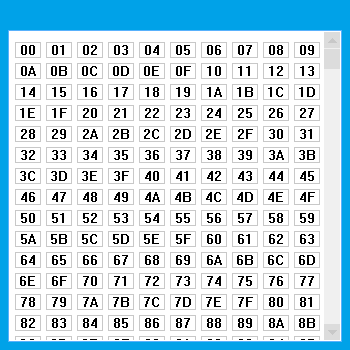 00 01 02 03 04 05 06 07 08 09
0A 0B 0C 0D 0E 0F 10 11 12 13
14 15 16 17 18 19 1A 1B 1C 1D
1E 1F 20 21 22 23 24 25 26 27
28 29 2A 2B 2C 2D 2E 2F 30 31
32 33 34 35 36 37 38 39 3A 3B
3C 3D 3E 3F 40 41 42 43 44 45
46 47 48 49 4A 4B 4C 4D 4E 4F
50 51 52 53 54 55 56 57 58 59
5A 5B 5C 5D 5E 5F 60 61 62 63
64 65 66 67 68 69 6A 6B 6C 6D
6E 6F 70 71 72 73 74 75 76 77
78 79 7A 7B 7C 7D 7E 7F 80 81
82 83 84 85 86 87 88 89 8A 8B